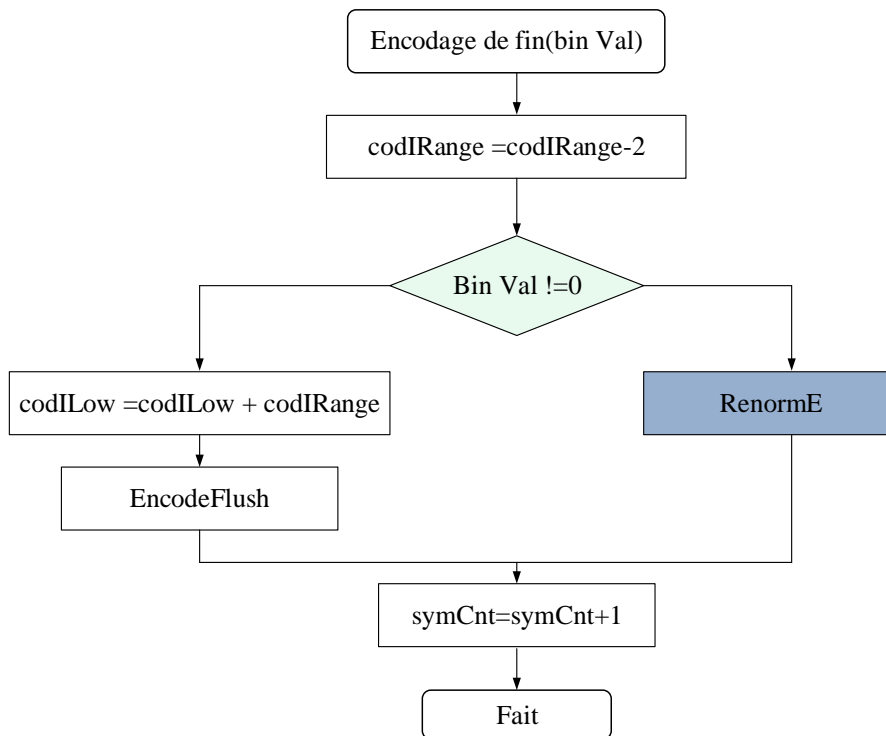 Encodage de fin(bin Val)
codIRange =codIRange-2
Bin Val !=0
codILow =codILow + codIRange
RenormE
EncodeFlush
symCnt=symCnt+1
Fait